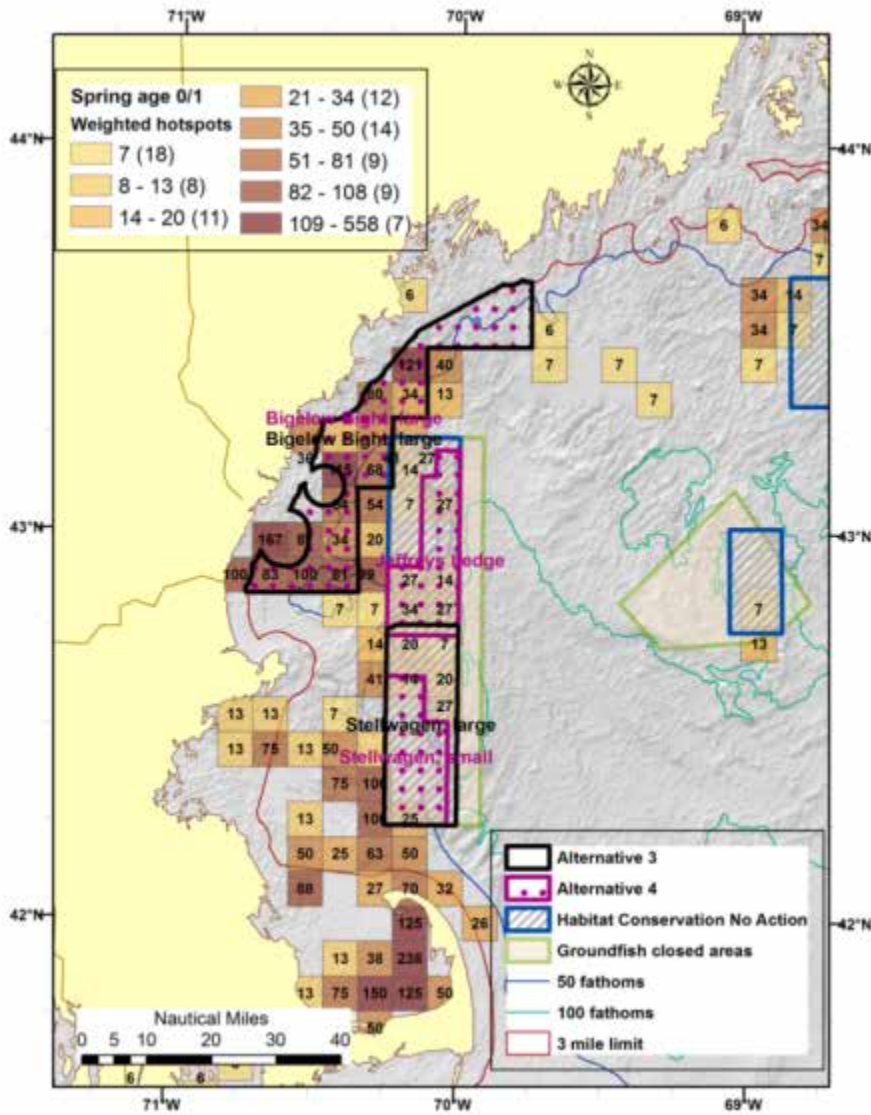 71°W 70°W 69°W
N
W E
S
Spring age 0/1
Weighted hotspots
7 (18)
8 - 13 (8)
14 - 20 (11)
21 - 34 (12)
35 - 50 (14)
51 - 81 (9)
82 - 108 (9)
109 - 558 (7)
44°N 44°N
6 34
7
6 34 14
6 34 7
121 40 7 7 7
80 34 13 7
Bigelow Bight, large
Bigelow Bight, large
27
68 14
54 7 27
167 34 20
Jeffreys Ledge
100 83 100 81 27 14
7 7 34 27 7
14 20 7 13
41 20
27
13 13 7
Stellwagen, large
13 75 13 50
Stellwagen, small
75
13 25
50 25 63 50
88 27 70 32
125 26
13 38 238
13 75 150 125 50
50
43°N 43°N
42°N 42°N
Alternative 3
Alternative 4
Habitat Conservation No Action
Groundfish closed areas
50 fathoms
100 fathoms
3 mile limit
Nautical Miles
0 5 10 20 30 40
6 6
71°W 70°W 69°W